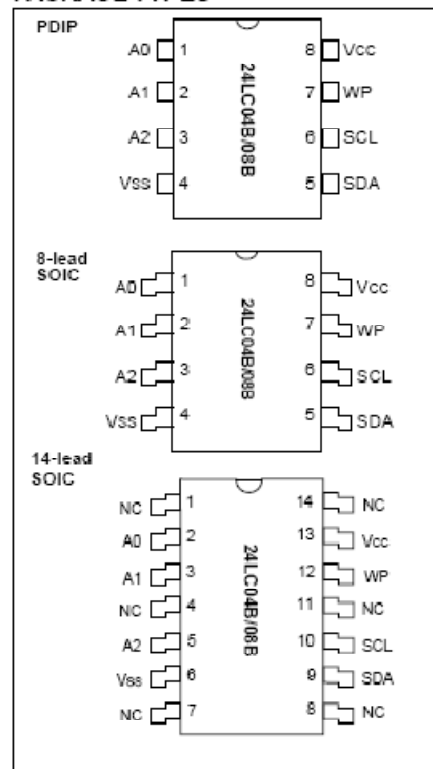 PDIP
A0 1 8 Vcc
A1 2 7 WP
A2 3 6 SCL
Vss 4 5 SDA
24LC04B/08B
8-lead
SOIC
A0 1 8 Vcc
A1 2 7 WP
A2 3 6 SCL
Vss 4 5 SDA
24LC04B/08B
14-lead
SOIC
NC 1 14 NC
A0 2 13 Vcc
A1 3 12 WP
NC 4 11 NC
A2 5 10 SCL
Vss 6 9 SDA
NC 7 8 NC
24LC04B/08B